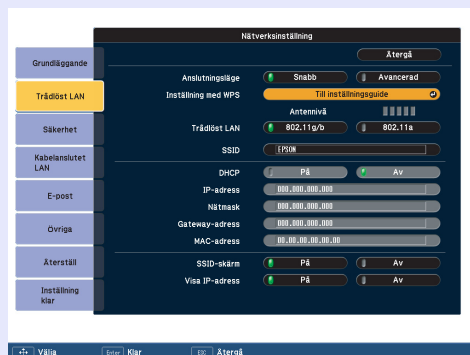 Nätverksinställning
Återgå
Grundläggande
Trådlöst LAN
Säkerhet
Kabelanslutet
LAN
E-post
Övriga
Återställ
Inställning
klar
Anslutningsläge Snabb Avancerad
Inställning med WPS Till inställningsguide
Antennivå
Trådlöst LAN 802.11g/b 802.11a
SSID EPSON
DHCP På Av
IP-adress 000.000.000.000
Nätmask 000.000.000.000
Gateway-adress 000.000.000.000
MAC-adress 00.00.00.00.00.00
SSID-skärm På Av
Visa IP-adress På Av
Välja Enter Klar ESC Återgå